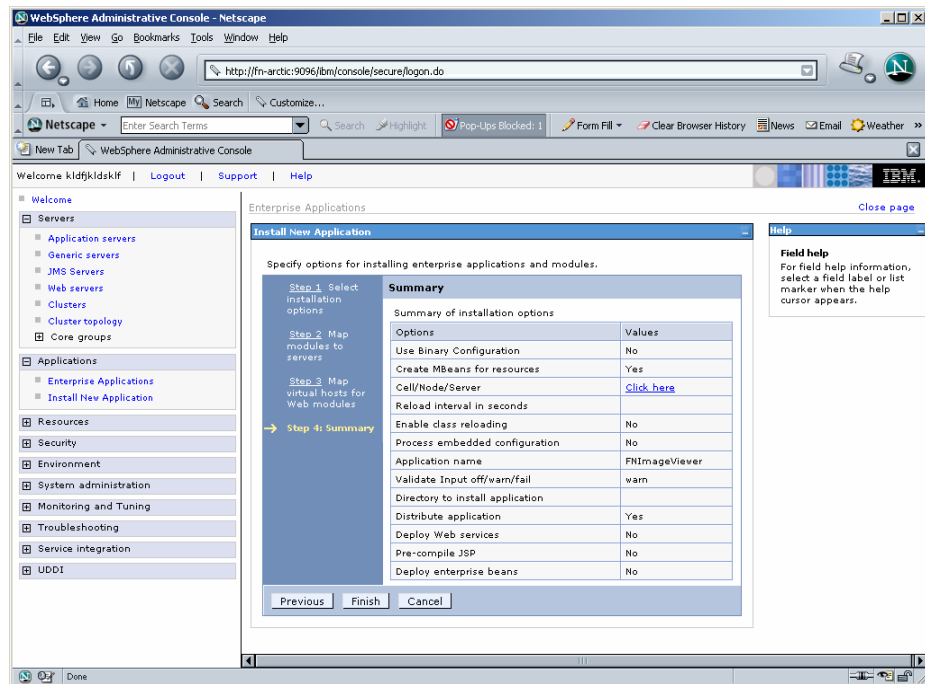 WebSphere Administrative Console - Netscape
File Edit View Go Bookmarks Tools Window Help
http://fn-arctic:9096/ibm/console/secure/logon.do
Home My Netscape Search Customize...
Netscape Enter Search Terms Search Highlight Pop-Ups Blocked: 1 Form Fill Clear Browser History News Email Weather »
New Tab WebSphere Administrative Console
Welcome kldfjkldsklf | Logout | Support | Help IBM.
Welcome
Servers
Application servers
Generic servers
JMS Servers
Web servers
Clusters
Cluster topology
Core groups
Applications
Enterprise Applications
Install New Application
Resources
Security
Environment
System administration
Monitoring and Tuning
Troubleshooting
Service integration
UDDI
Enterprise Applications Close page
Install New Application
Specify options for installing enterprise applications and modules.
Step 1 Select
installation
options
Step 2 Map
modules to
servers
Step 3 Map
virtual hosts for
Web modules
Step 4: Summary
Summary
Summary of installation options
Options Values
Use Binary Configuration No
Create MBeans for resources Yes
Cell/Node/Server Click here
Reload interval in seconds
Enable class reloading No
Process embedded configuration No
Application name FNImageViewer
Validate Input off/warn/fail warn
Directory to install application
Distribute application Yes
Deploy Web services No
Pre-compile JSP No
Deploy enterprise beans No
Previous Finish Cancel
Help
Field help
For field help information,
select a field label or list
marker when the help
cursor appears.
Done